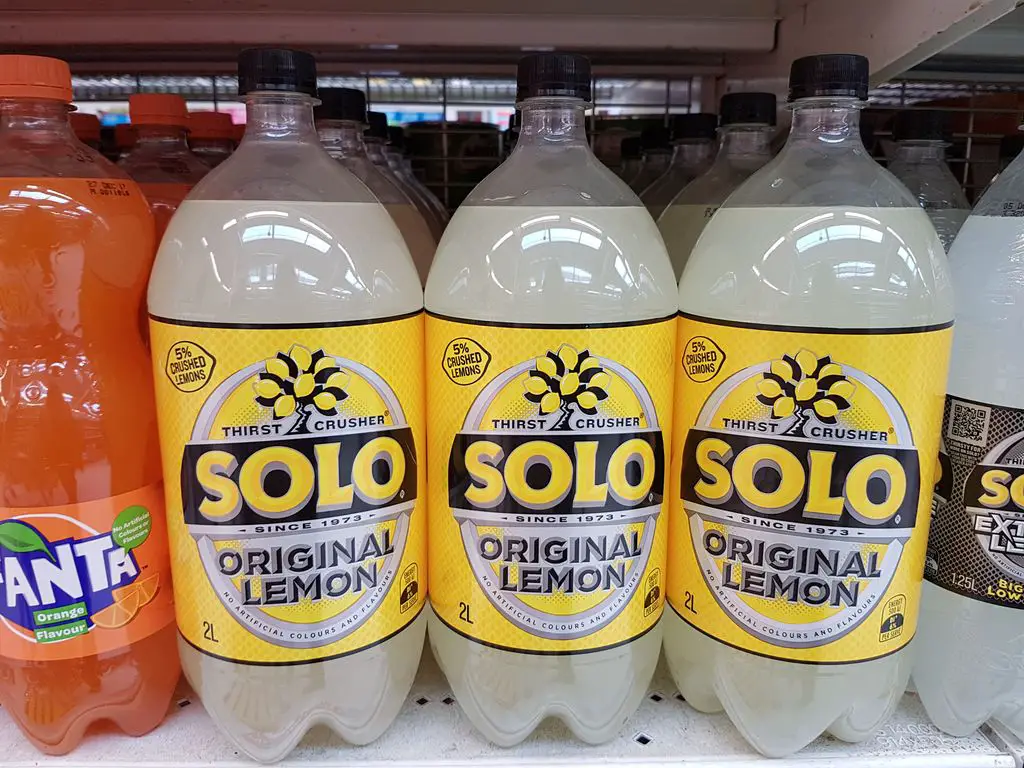 FANTA
Orange
Flavour
No Artificial
Colours or
Flavours
5%
CRUSHED
LEMONS
THIRST CRUSHER®
SOLO®
SINCE 1973
ORIGINAL
LEMON
NO ARTIFICIAL COLOURS AND FLAVOURS
2L
5%
CRUSHED
LEMONS
THIRST CRUSHER®
SOLO®
SINCE 1973
ORIGINAL
LEMON
NO ARTIFICIAL COLOURS AND FLAVOURS
2L
5%
CRUSHED
LEMONS
THIRST CRUSHER®
SOLO®
SINCE 1973
ORIGINAL
LEMON
NO ARTIFICIAL COLOURS AND FLAVOURS
2L
ENERGY
PER SERVE
SO
1.25L
BIG
LOW